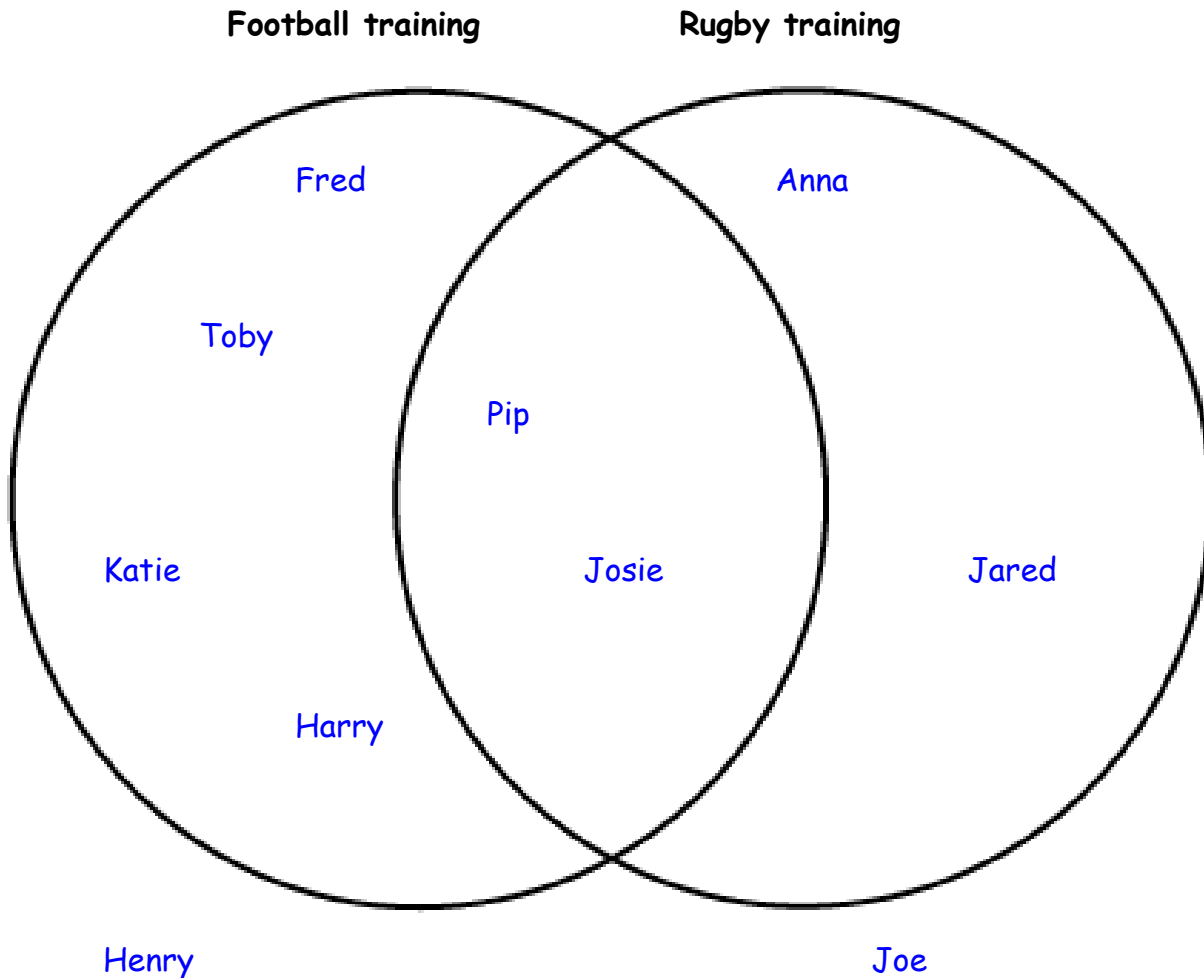 Football training
Rugby training
Fred
Anna
Toby
Pip
Katie
Josie
Jared
Harry
Henry
Joe